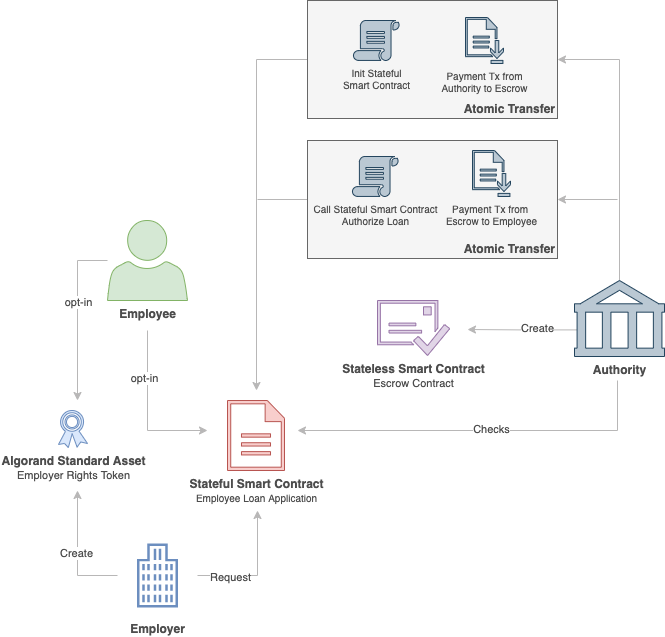 Init Stateful
Smart Contract
Payment Tx from
Authority to Escrow
Atomic Transfer
Call Stateful Smart Contract
Authorize Loan
Payment Tx from
Escrow to Employee
Atomic Transfer
opt-in
Employee
opt-in
Create
Stateless Smart Contract
Escrow Contract
Authority
Checks
Algorand Standard Asset
Employer Rights Token
Stateful Smart Contract
Employee Loan Application
Create
Request
Employer